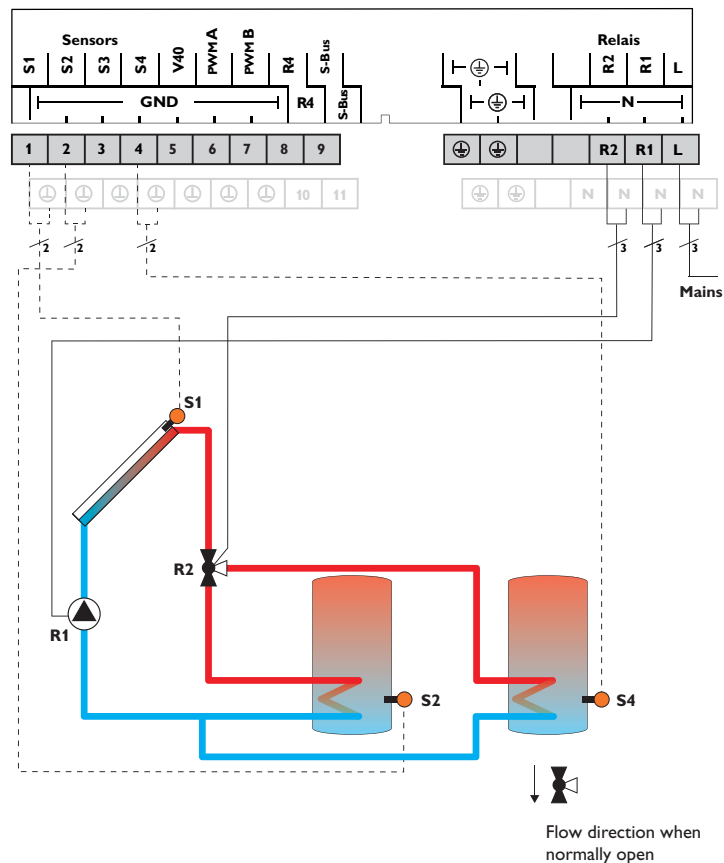 Sensors
Relais
S1 S2 S3 S4 V40 PWM A PWM B R4 S-Bus
R2 R1 L
GND
R4
S-Bus
N
1 2 3 4 5 6 7 8 9
R2 R1 L
10 11
N N N N
2 2 2
3 3 3
Mains
S1
R2
R1
S2
S4
Flow direction when
normally open